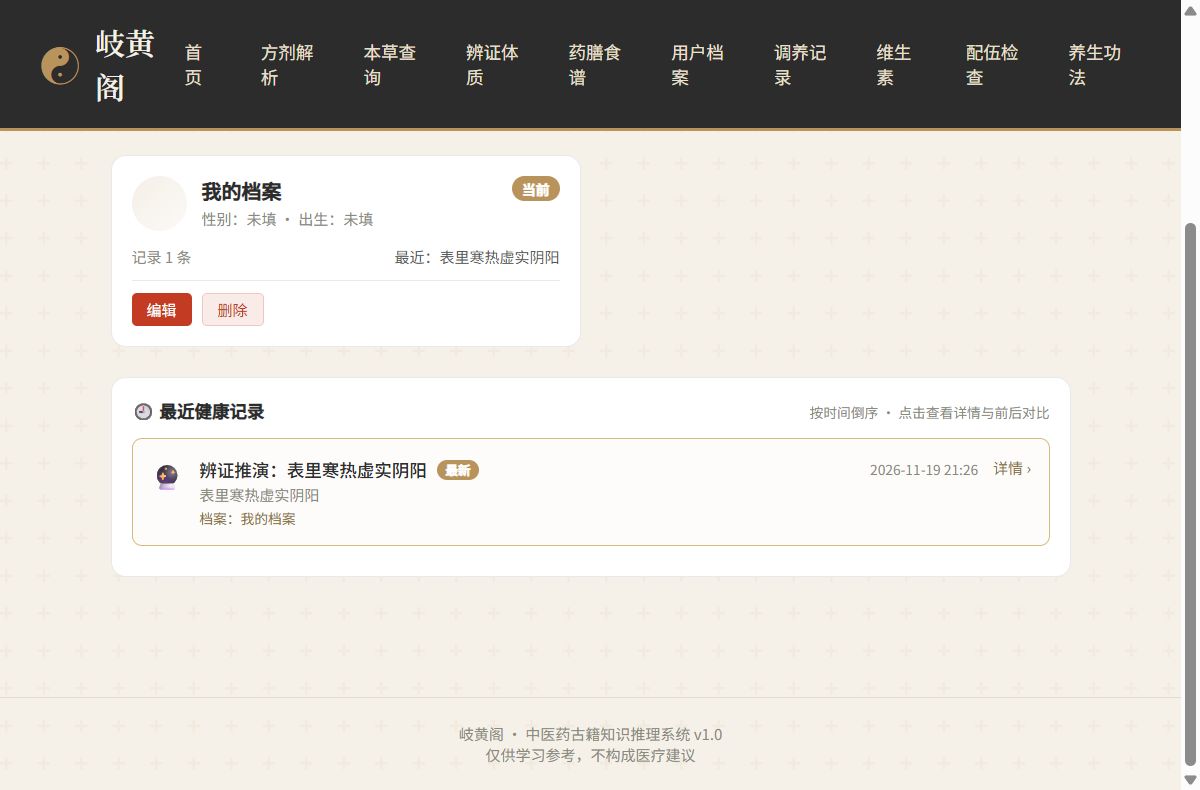 岐黄
阁
首
页
方剂解
析
本草查
询
辨证体
质
药膳食
谱
用户档
案
调养记
录
维生
素
配伍检
查
养生功
法
我的档案
当前
性别：未填 · 出生：未填
记录 1 条
最近：表里寒热虚实阴阳
编辑
删除
最近健康记录
按时间倒序 · 点击查看详情与前后对比
辨证推演：表里寒热虚实阴阳
最新
2026-11-19 21:26
详情 ›
表里寒热虚实阴阳
档案：我的档案
岐黄阁 · 中医药古籍知识推理系统 v1.0
仅供学习参考，不构成医疗建议